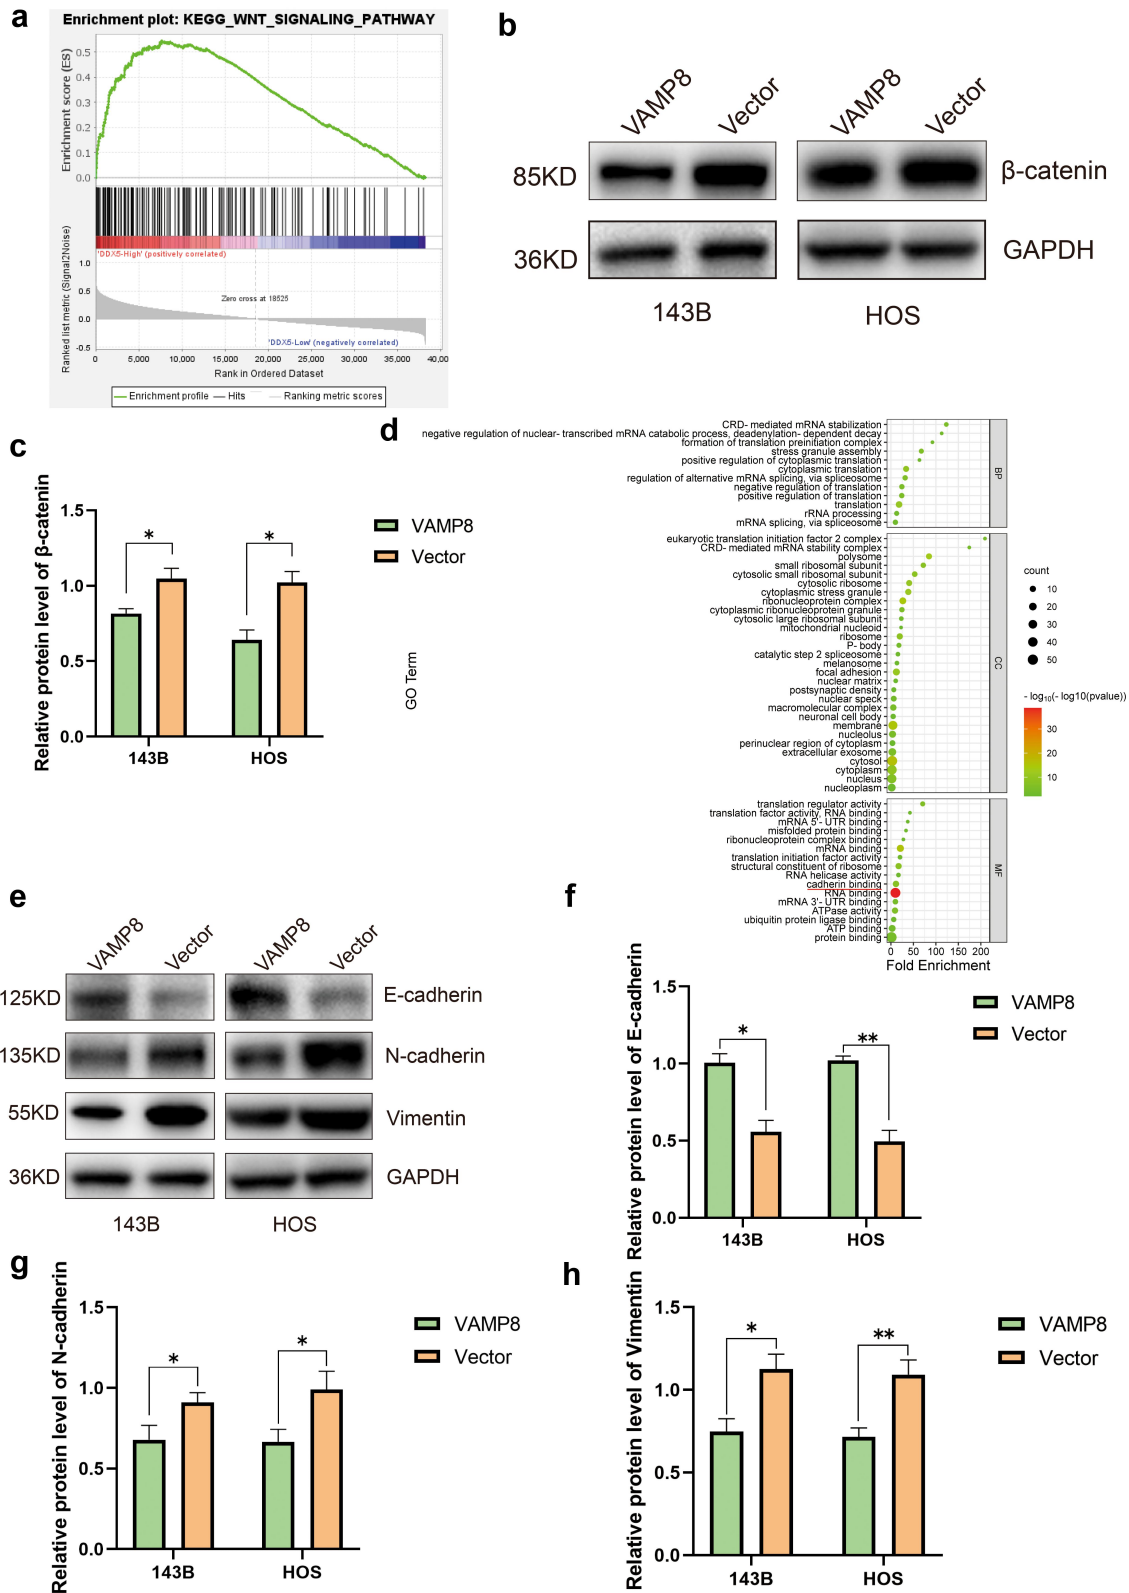 a
Enrichment plot: KEGG_WNT_SIGNALING_PATHWAY
Enrichment score (ES)
0.5
0.4
0.3
0.2
0.1
0.0
'DDX5-High' (positively correlated)
Ranked list metric (Signal2Noise)
1.0
0.5
0.0
-0.5
Zero cross at 18525
'DDX5-Low' (negatively correlated)
0 5,000 10,000 15,000 20,000 25,000 30,000 35,000 40,00
Rank in Ordered Dataset
Enrichment profile Hits Ranking metric scores
b
VAMP8 Vector VAMP8 Vector
85KD β-catenin
36KD GAPDH
143B HOS
c
Relative protein level of β-catenin
1.5
1.0
0.5
0.0
* *
143B HOS
VAMP8
Vector
d
GO Term
CRD- mediated mRNA stabilization
negative regulation of nuclear- transcribed mRNA catabolic process, deadenylation- dependent decay
formation of translation preinitiation complex
stress granule assembly
positive regulation of cytoplasmic translation
cytoplasmic translation
regulation of alternative mRNA splicing, via spliceosome
negative regulation of translation
positive regulation of translation
translation
rRNA processing
mRNA splicing, via spliceosome
BP
eukaryotic translation initiation factor 2 complex
CRD- mediated mRNA stability complex
polysome
small ribosomal subunit
cytosolic small ribosomal subunit
cytosolic ribosome
cytoplasmic stress granule
ribonucleoprotein complex
cytoplasmic ribonucleoprotein granule
cytosolic large ribosomal subunit
mitochondrial nucleoid
ribosome
P- body
catalytic step 2 spliceosome
melanosome
focal adhesion
nuclear matrix
postsynaptic density
nuclear speck
macromolecular complex
neuronal cell body
membrane
nucleolus
perinuclear region of cytoplasm
extracellular exosome
cytosol
cytoplasm
nucleus
nucleoplasm
CC
translation regulator activity
translation factor activity, RNA binding
mRNA 5'- UTR binding
misfolded protein binding
ribonucleoprotein complex binding
mRNA binding
translation initiation factor activity
structural constituent of ribosome
RNA helicase activity
cadherin binding
RNA binding
mRNA 3'- UTR binding
ATPase activity
ubiquitin protein ligase binding
ATP binding
protein binding
MF
0 50 100 150 200
Fold Enrichment
count
10
20
30
40
50
- log₁₀(- log10(pvalue))
30
20
10
e
VAMP8 Vector VAMP8 Vector
125KD E-cadherin
135KD N-cadherin
55KD Vimentin
36KD GAPDH
143B HOS
f
Relative protein level of E-cadherin
1.5
1.0
0.5
0.0
* **
143B HOS
VAMP8
Vector
g
Relative protein level of N-cadherin
1.5
1.0
0.5
0.0
* *
143B HOS
VAMP8
Vector
h
Relative protein level of Vimentin
1.5
1.0
0.5
0.0
* **
143B HOS
VAMP8
Vector